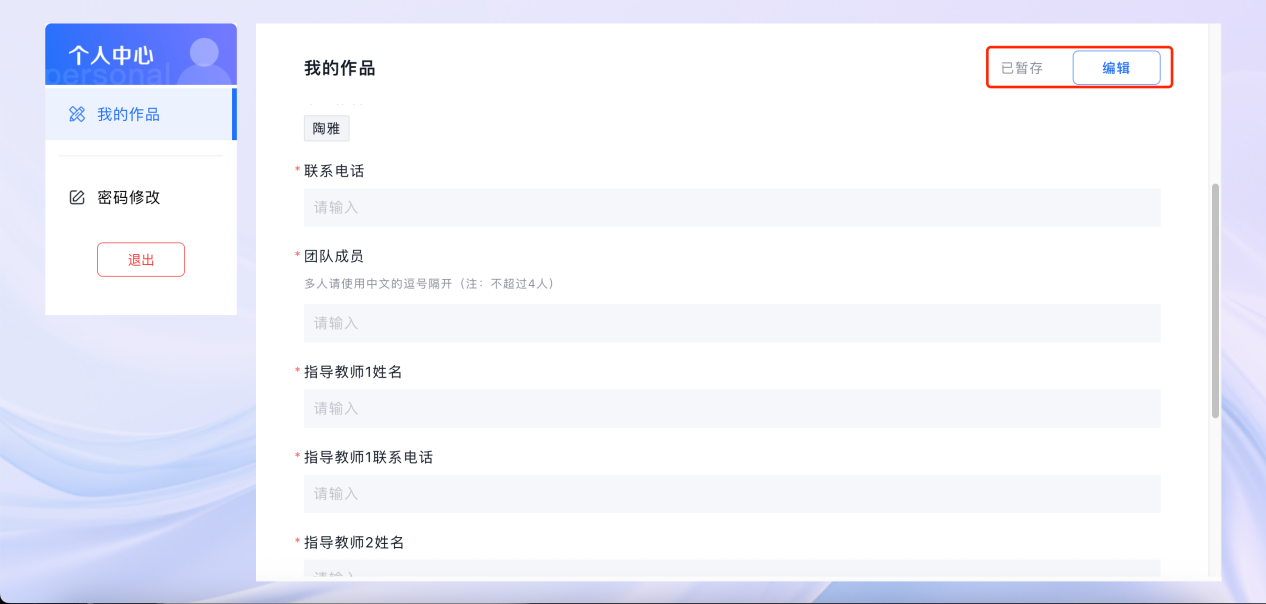 个人中心
personal
我的作品
密码修改
退出
我的作品
已暂存
编辑
陶雅
*联系电话
请输入
*团队成员
多人请使用中文的逗号隔开（注：不超过4人）
请输入
*指导教师1姓名
请输入
*指导教师1联系电话
请输入
*指导教师2姓名
请输入